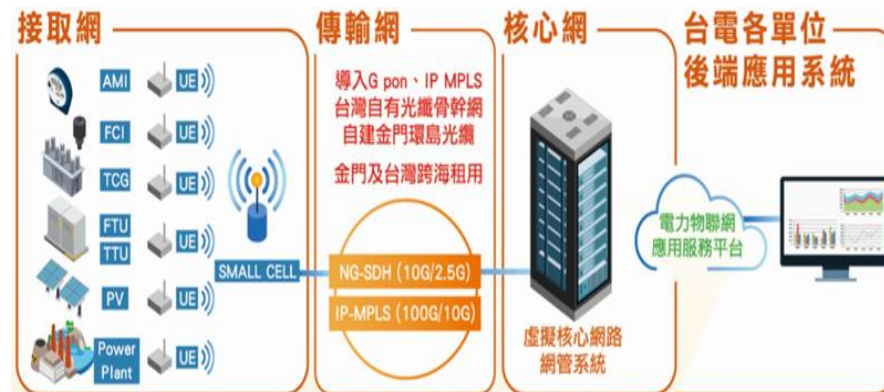 接取網
傳輸網
核心網
台電各單位
後端應用系統
AMI
UE
FCI
UE
TCG
UE
FTU
TTU
UE
PV
UE
Power
Plant
UE
SMALL CELL
導入G pon、IP MPLS
台灣自有光纖骨幹網
自建金門環島光纜
金門及台灣跨海租用
NG-SDH (10G/2.5G)
IP-MPLS (100G/10G)
虛擬核心網路
網管系統
電力物聯網
應用服務平台